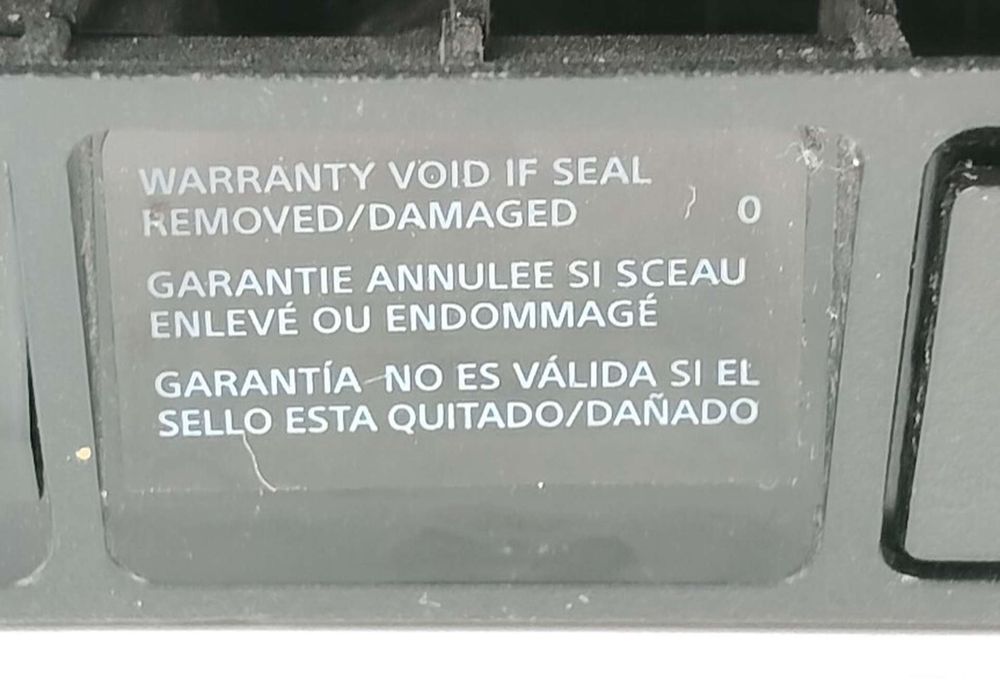 WARRANTY VOID IF SEAL
REMOVED/DAMAGED 0
GARANTIE ANNULEE SI SCEAU
ENLEVÉ OU ENDOMMAGÉ
GARANTÍA NO ES VÁLIDA SI EL
SELLO ESTA QUITADO/DAÑADO